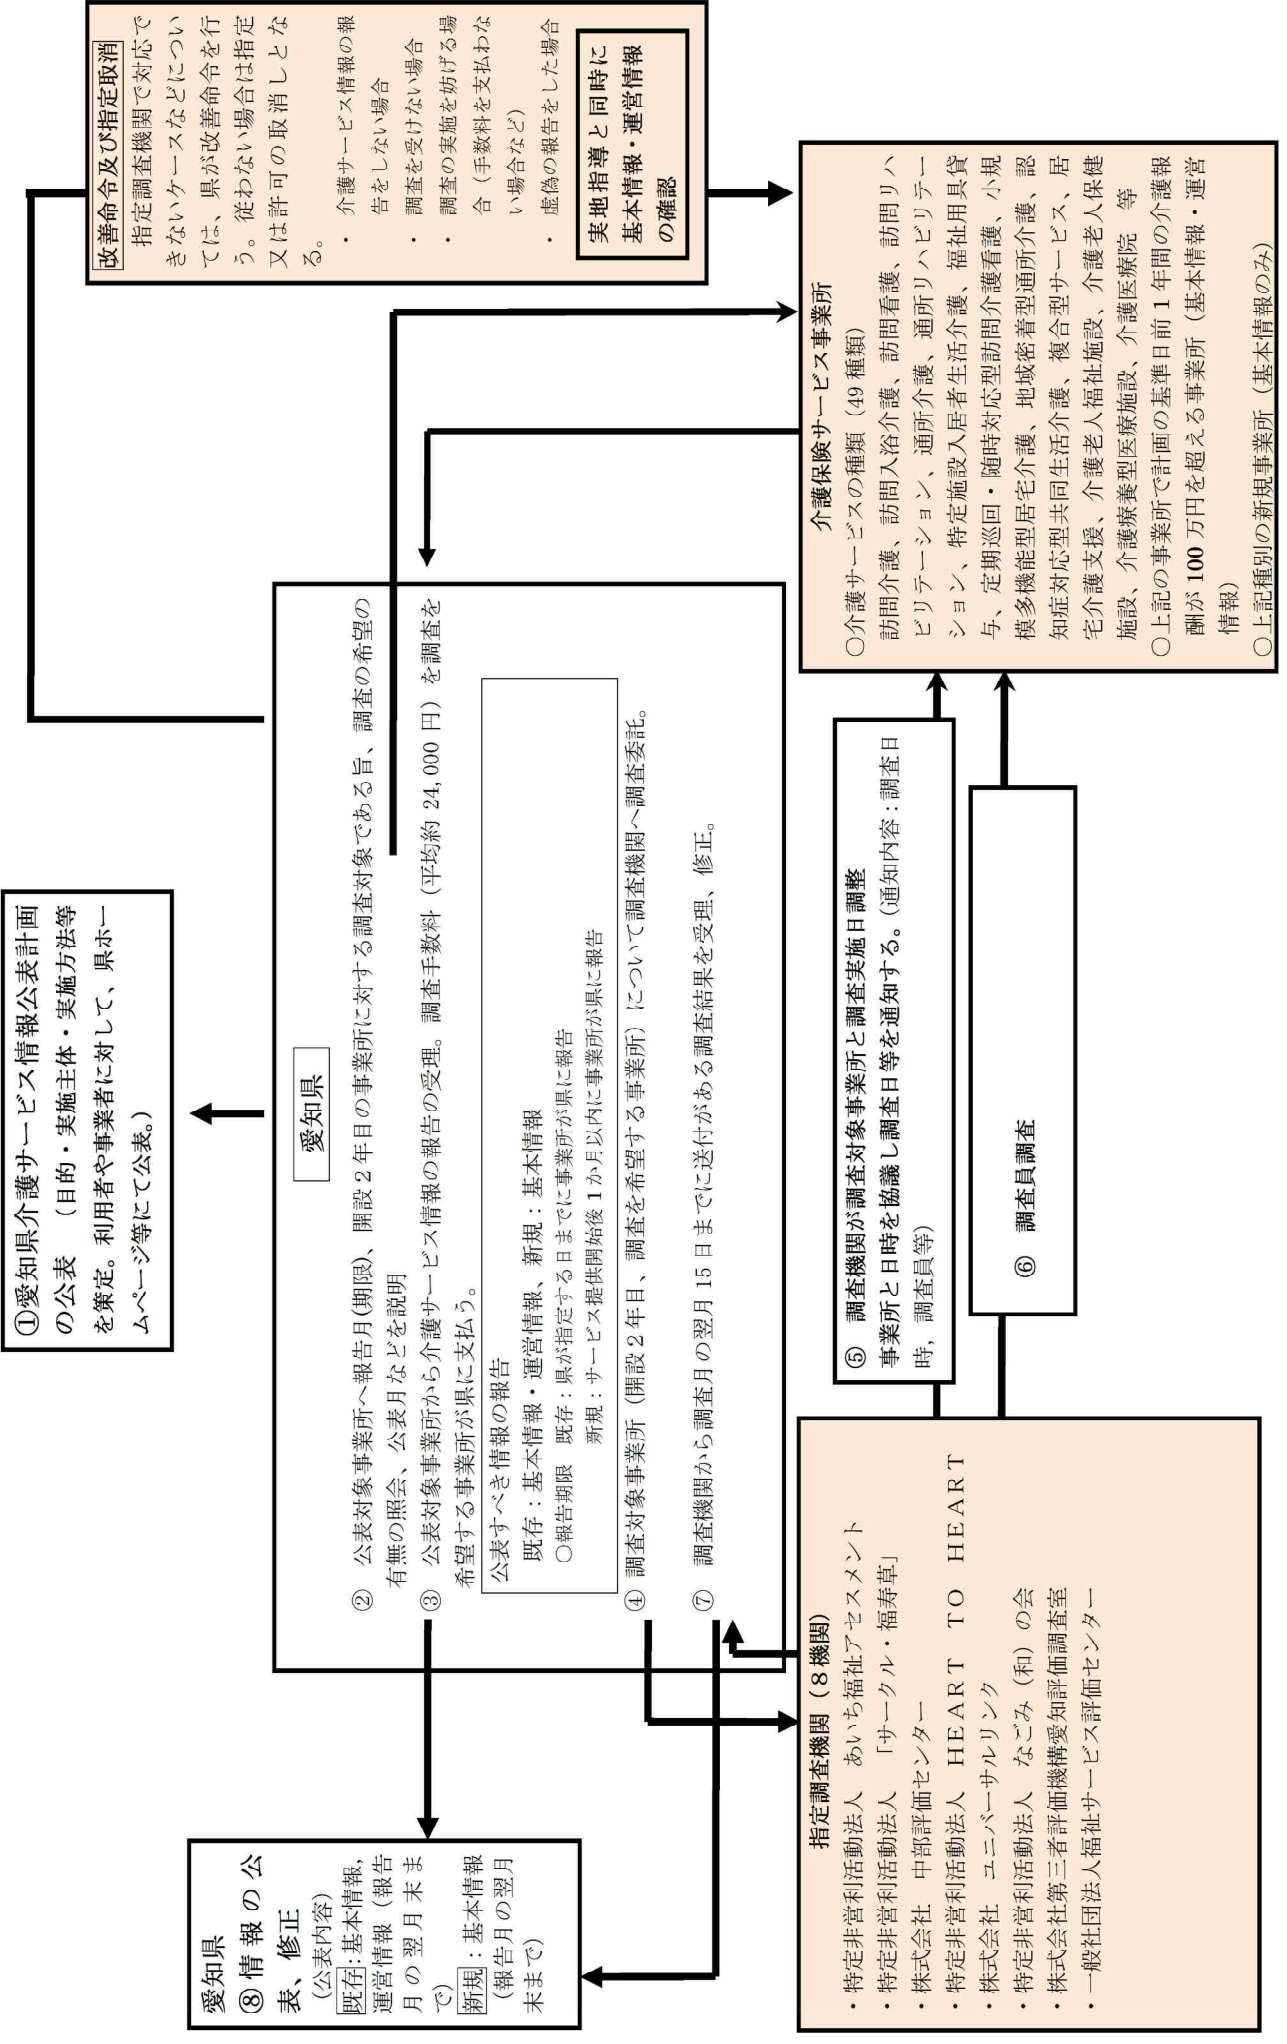 ①愛知県介護サービス情報公表計画
の公表　（目的・実施主体・実施方法等
を策定。利用者や事業者に対して、県ホー
ムページ等にて公表。）
愛知県
② 公表対象事業所へ報告月(期限)、開設２年目の事業所に対する調査対象である旨、調査の希望の
有無の照会、公表月などを説明
③ 公表対象事業所から介護サービス情報の報告の受理。調査手数料（平均約 24,000 円）を調査を
希望する事業所が県に支払う。
公表すべき情報の報告
既存：基本情報・運営情報、新規：基本情報
〇報告期限　既存：県が指定する日までに事業所が県に報告
新規：サービス提供開始後１か月以内に事業所が県に報告
④ 調査対象事業所（開設２年目、調査を希望する事業所）について調査機関へ調査委託。
⑦ 調査機関から調査月の翌月 15 日までに送付がある調査結果を受理、修正。
愛知県
⑧情報の公
表、修正
（公表内容）
既存：基本情報,
運営情報（報告
月の翌月末ま
で）
新規：基本情報
（報告月の翌月
末まで）
改善命令及び指定取消
指定調査機関で対応で
きないケースなどについ
ては、県が改善命令を行
う。従わない場合は指定
又は許可の取消しとな
る。
・ 介護サービス情報の報
告をしない場合
・ 調査を受けない場合
・ 調査の実施を妨げる場
合（手数料を支払わな
い場合など）
・ 虚偽の報告をした場合
実地指導と同時に
基本情報・運営情報
の確認
指定調査機関（８機関）
・特定非営利活動法人　あいち福祉アセスメント
・特定非営利活動法人　「サークル・福寿草」
・株式会社　中部評価センター
・特定非営利活動法人　ＨＥＡＲＴ　ＴＯ　ＨＥＡＲＴ
・株式会社　ユニバーサルリンク
・特定非営利活動法人　なごみ（和）の会
・株式会社第三者評価機構愛知評価調査室
・一般社団法人福祉サービス評価センター
⑤ 調査機関が調査対象事業所と調査実施日調整
事業所と日時を協議し調査日等を通知する。（通知内容：調査日
時，調査員等）
⑥ 調査員調査
介護保険サービス事業所
〇介護サービスの種類（49 種類）
訪問介護、訪問入浴介護、訪問看護、訪問リハ
ビリテーション、通所介護、通所リハビリテー
ション、特定施設入居者生活介護、福祉用具貸
与、定期巡回・随時対応型訪問介護看護、小規
模多機能型居宅介護、地域密着型通所介護、認
知症対応型共同生活介護、複合型サービス、居
宅介護支援、介護老人福祉施設、介護老人保健
施設、介護療養型医療施設、介護医療院　等
〇上記の事業所で計画の基準日前 1 年間の介護報
酬が 100 万円を超える事業所（基本情報・運営
情報）
〇上記種別の新規事業所（基本情報のみ）